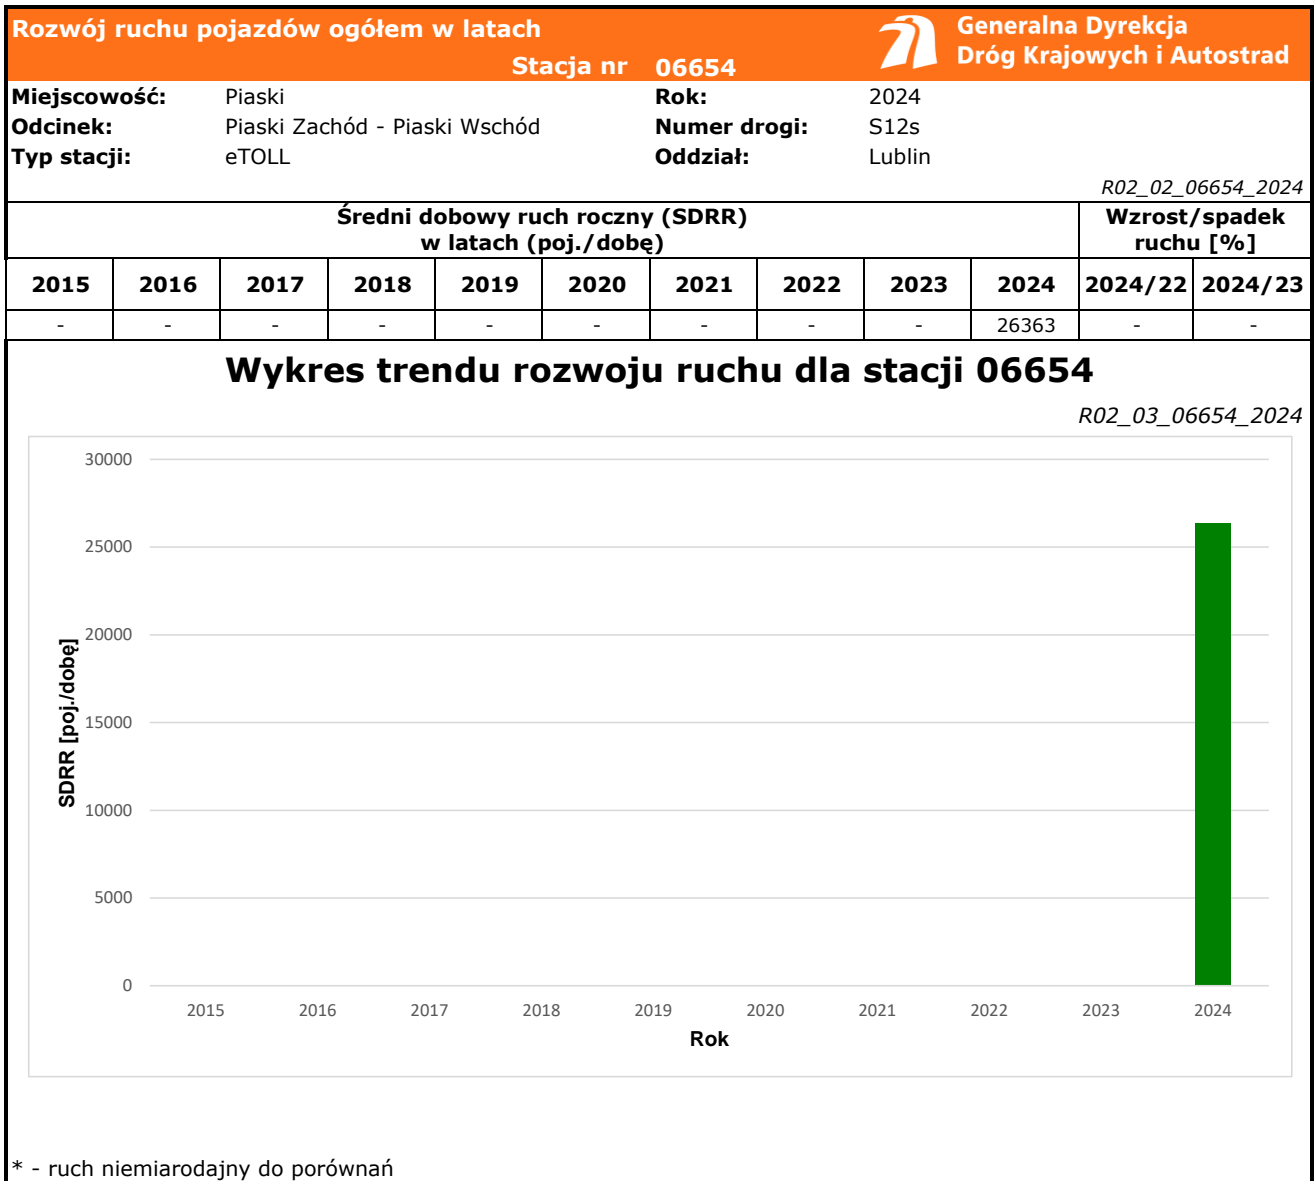 Rozwój ruchu pojazdów ogółem w latach
Stacja nr 06654
Generalna Dyrekcja
Dróg Krajowych i Autostrad
Miejscowość: Piaski Rok: 2024
Odcinek: Piaski Zachód - Piaski Wschód Numer drogi: S12s
Typ stacji: eTOLL Oddział: Lublin
R02_02_06654_2024
Średni dobowy ruch roczny (SDRR)
w latach (poj./dobę)
Wzrost/spadek
ruchu [%]
2015 2016 2017 2018 2019 2020 2021 2022 2023 2024 2024/22 2024/23
- - - - - - - - - 26363 - -
Wykres trendu rozwoju ruchu dla stacji 06654
R02_03_06654_2024
30000
25000
20000
15000
10000
5000
0
SDRR [poj./dobę]
2015 2016 2017 2018 2019 2020 2021 2022 2023 2024
Rok
* - ruch niemiarodajny do porównań